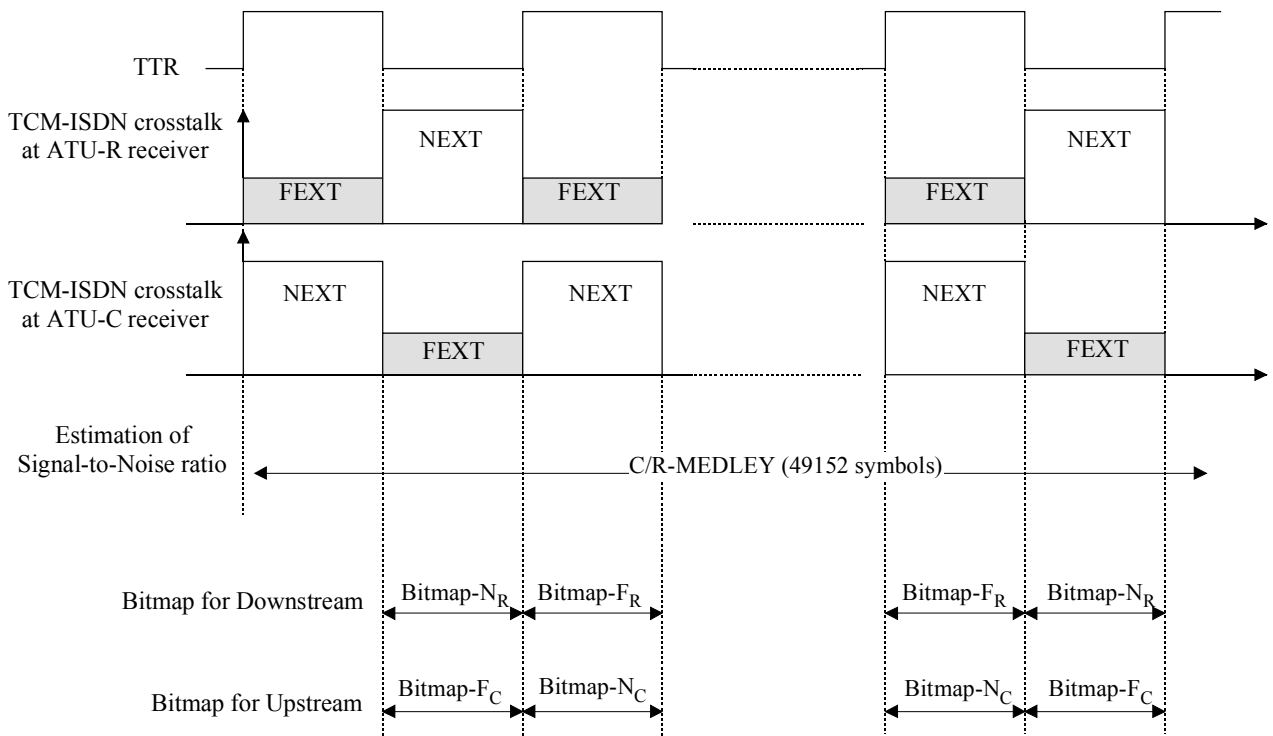 TTR
TCM-ISDN crosstalk
at ATU-R receiver
NEXT
NEXT
FEXT
FEXT
FEXT
TCM-ISDN crosstalk
at ATU-C receiver
NEXT
NEXT
NEXT
FEXT
FEXT
Estimation of
Signal-to-Noise ratio
C/R-MEDLEY (49152 symbols)
Bitmap for Downstream
Bitmap-NR
Bitmap-FR
Bitmap-FR
Bitmap-NR
Bitmap for Upstream
Bitmap-FC
Bitmap-NC
Bitmap-NC
Bitmap-FC